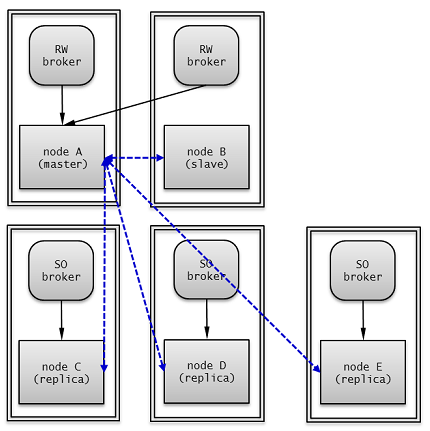 RW
broker
RW
broker
node A
(master)
node B
(slave)
SO
broker
SO
broker
SO
broker
node C
(replica)
node D
(replica)
node E
(replica)